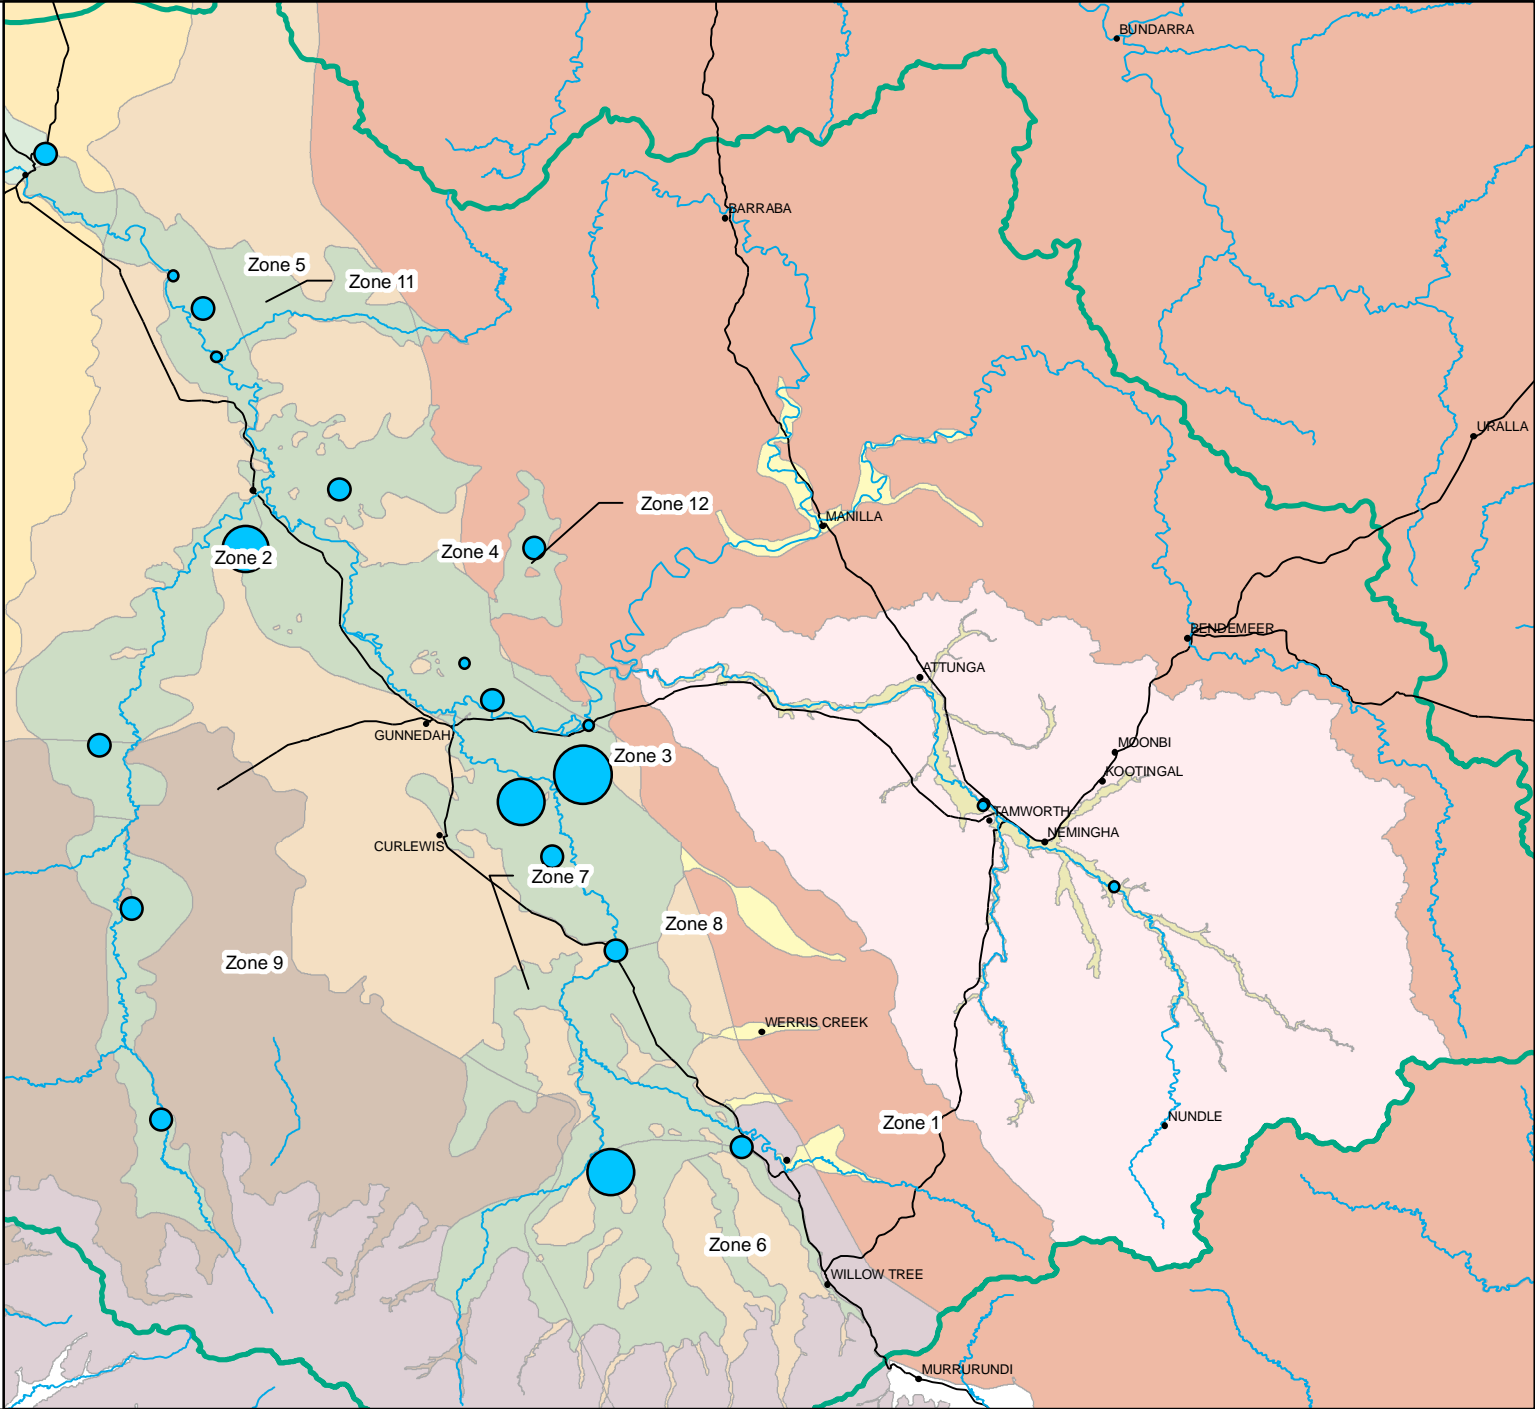 BUNDARRA
BARRABA
Zone 5
Zone 11
URALLA
Zone 12
MANILLA
Zone 4
Zone 2
BENDEMEER
ATTUNGA
GUNNEDAH
MOONBI
Zone 3
KOOTINGAL
TAMWORTH
NEMINGHA
CURLEWIS
Zone 7
Zone 8
Zone 9
WERRIS CREEK
NUNDLE
Zone 1
Zone 6
WILLOW TREE
MURRURUNDI